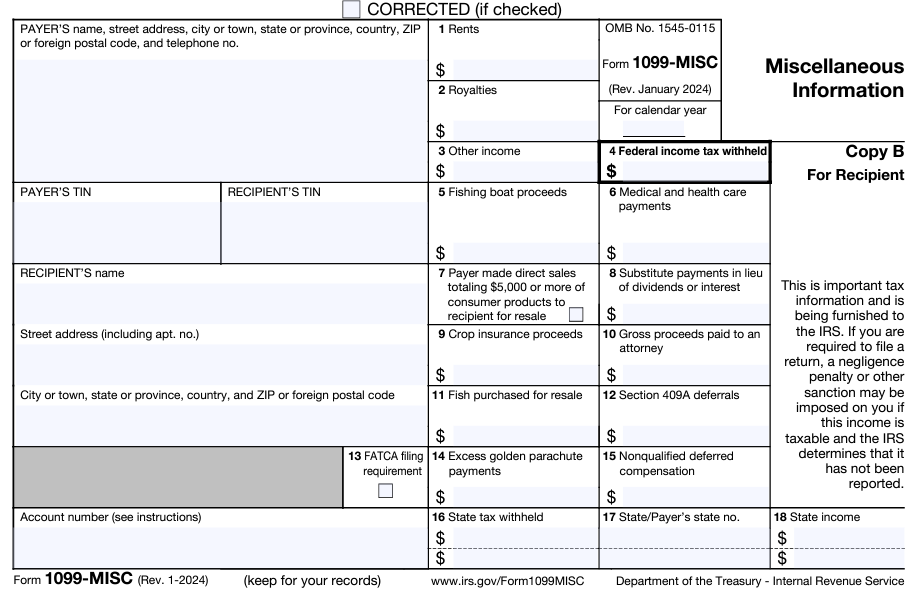 CORRECTED (if checked)
PAYER'S name, street address, city or town, state or province, country, ZIP
or foreign postal code, and telephone no.
1 Rents
$
2 Royalties
$
OMB No. 1545-0115
Form 1099-MISC
(Rev. January 2024)
For calendar year
Miscellaneous
Information
3 Other income
$
4 Federal income tax withheld
$
Copy B
For Recipient
PAYER'S TIN
RECIPIENT'S TIN
5 Fishing boat proceeds
$
6 Medical and health care
payments
$
This is important tax
information and is
being furnished to
the IRS. If you are
required to file a
return, a negligence
penalty or other
sanction may be
imposed on you if
this income is
taxable and the IRS
determines that it
has not been
reported.
RECIPIENT'S name
7 Payer made direct sales
totaling $5,000 or more of
consumer products to
recipient for resale
8 Substitute payments in lieu
of dividends or interest
$
Street address (including apt. no.)
9 Crop insurance proceeds
$
10 Gross proceeds paid to an
attorney
$
City or town, state or province, country, and ZIP or foreign postal code
11 Fish purchased for resale
$
12 Section 409A deferrals
$
13 FATCA filing
requirement
14 Excess golden parachute
payments
$
15 Nonqualified deferred
compensation
$
Account number (see instructions)
16 State tax withheld
$
$
17 State/Payer's state no.
18 State income
$
$
Form 1099-MISC (Rev. 1-2024)
(keep for your records)
www.irs.gov/Form1099MISC
Department of the Treasury - Internal Revenue Service